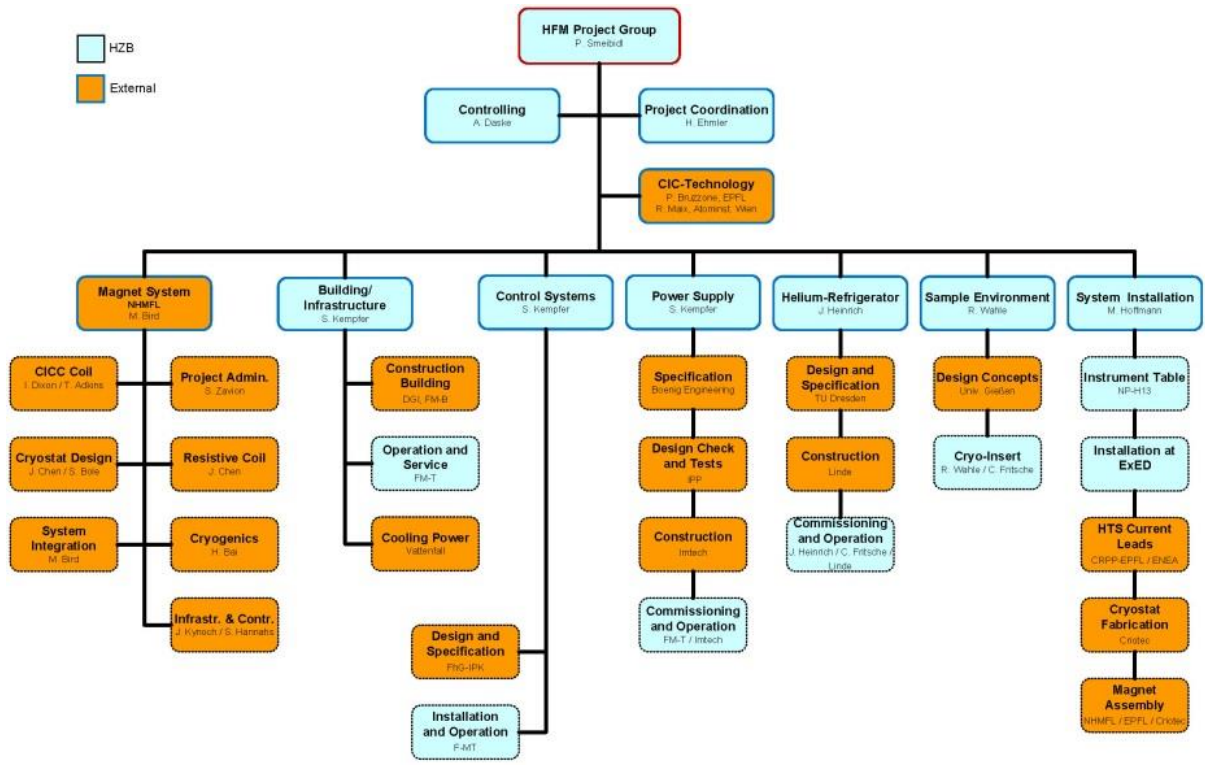 HFM Project Group
P. Smeibidl
HZB
External
Controlling
A. Daske
Project Coordination
H. Ehmler
CIC-Technology
P. Bruzzone, EPFL
R. Maix, Atominst. Wien
Magnet System
NHMFL
M. Bird
Building/
Infrastructure
S. Kempfer
Control Systems
S. Kempfer
Power Supply
S. Kempfer
Helium-Refrigerator
J. Heinrich
Sample Environment
R. Wahle
System Installation
M. Hoffmann
CICC Coil
I. Dixon / T. Adkins
Project Admin.
S. Zavion
Cryostat Design
J. Chen / S. Bole
Resistive Coil
J. Chen
System
Integration
M. Bird
Cryogenics
H. Bai
Infrastr. & Contr.
J. Kynoch / S. Hannahs
Construction
Building
DGI, FM-B
Operation and
Service
FM-T
Cooling Power
Vattenfall
Design and
Specification
FhG-IPK
Installation
and Operation
F-MT
Specification
Boenig Engineering
Design Check
and Tests
IPP
Construction
Imtech
Commissioning
and Operation
FM-T / Imtech
Design and
Specification
TU Dresden
Construction
Linde
Commissioning
and Operation
J. Heinrich / C. Fritsche /
Linde
Design Concepts
Univ. Gießen
Cryo-Insert
R. Wahle / C. Fritsche
Instrument Table
NP-H13
Installation at
ExED
HTS Current
Leads
CRPP-EPFL / ENEA
Cryostat
Fabrication
Criotec
Magnet
Assembly
NHMFL / EPFL / Criotec